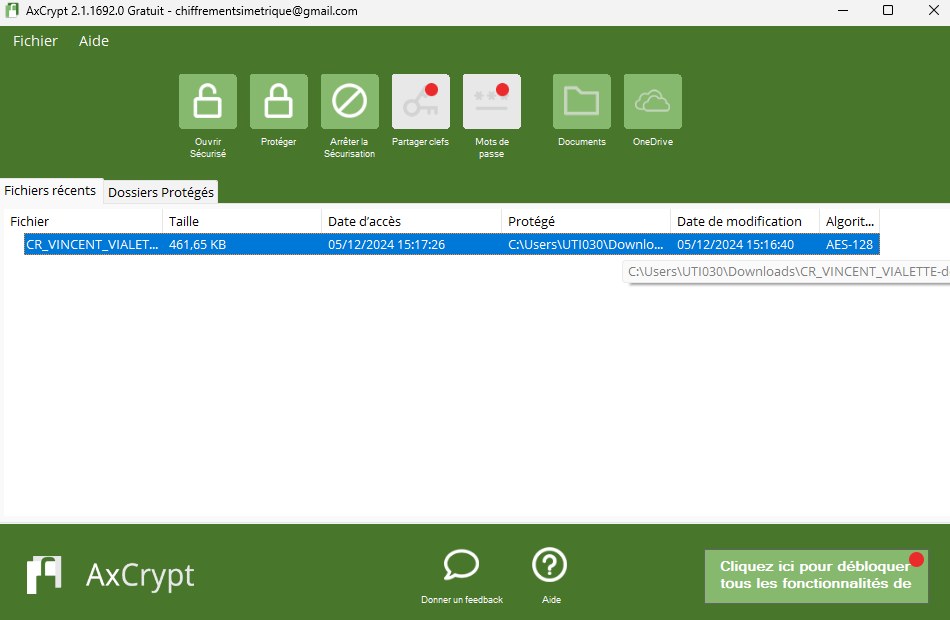 AxCrypt 2.1.1692.0 Gratuit - chiffrementsimetrique@gmail.com
Fichier Aide
Ouvrir Sécurisé
Protéger
Arrêter la Sécurisation
Partager clefs
Mots de passe
Documents
OneDrive
Fichiers récents Dossiers Protégés
Fichier Taille Date d'accès Protégé Date de modification Algorit...
CR_VINCENT_VIALET... 461,65 KB 05/12/2024 15:17:26 C:\Users\UTI030\Downlo... 05/12/2024 15:16:40 AES-128
C:\Users\UTI030\Downloads\CR_VINCENT_VIALETTE-d
AxCrypt
Donner un feedback
Aide
Cliquez ici pour débloquer
tous les fonctionnalités de